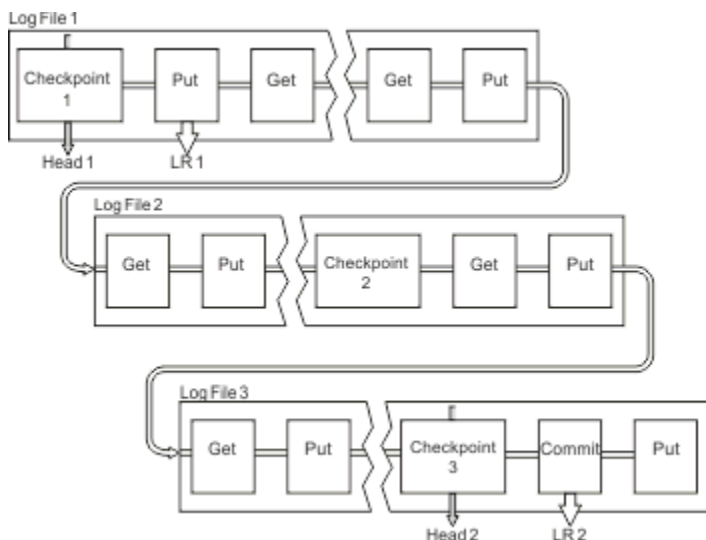 Log File 1
Checkpoint
1
Put
Get
Get
Put
Head 1
LR 1
Log File 2
Get
Put
Checkpoint
2
Get
Put
Log File 3
Get
Put
Checkpoint
3
Commit
Put
Head 2
LR 2